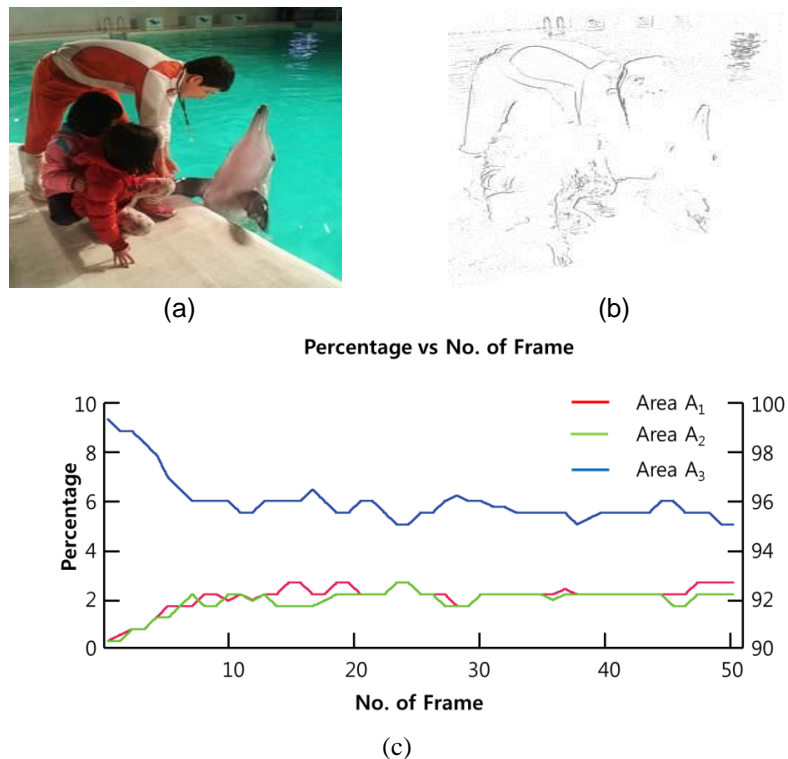 (a)
(b)
Percentage vs No. of Frame
10
8
6
4
2
0
Percentage
Area A₁
Area A₂
Area A₃
100
98
96
94
92
90
10
20
30
40
50
No. of Frame
(c)